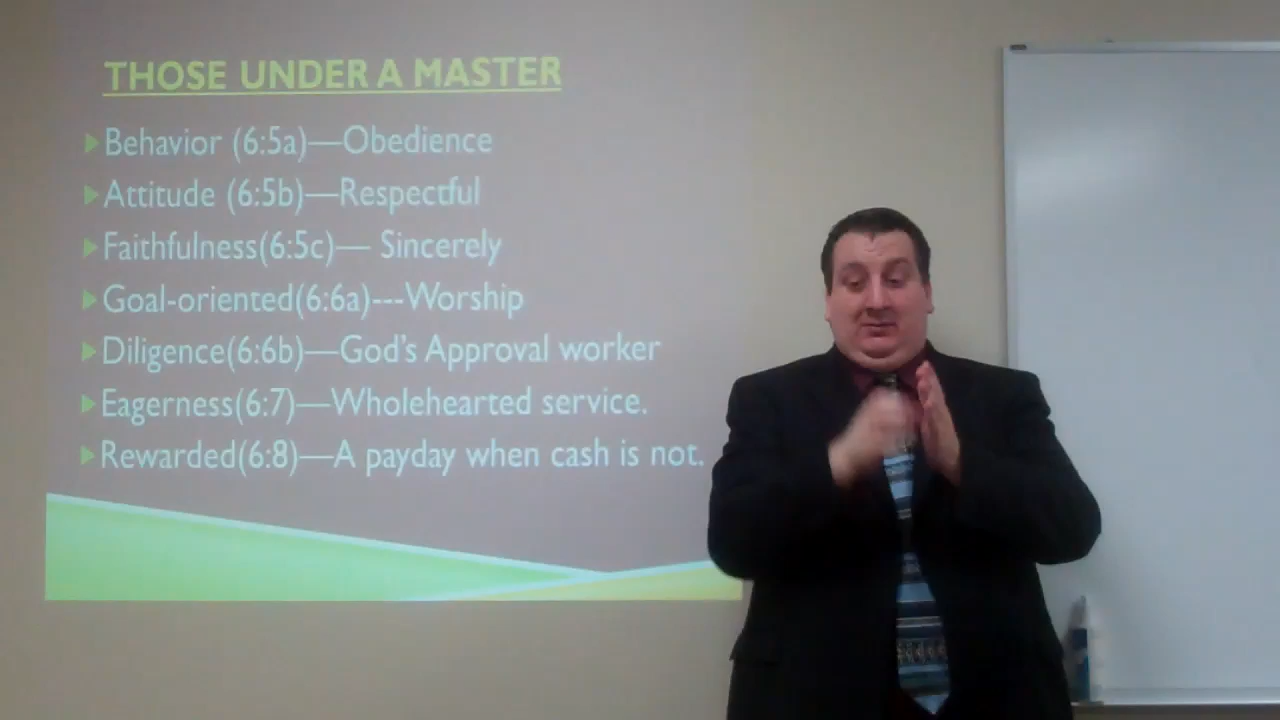 THOSE UNDER A MASTER
Behavior (6:5a)—Obedience
Attitude (6:5b)—Respectful
Faithfulness(6:5c)— Sincerely
Goal-oriented(6:6a)---Worship
Diligence(6:6b)—God's Approval worker
Eagerness(6:7)—Wholehearted service.
Rewarded(6:8)—A payday when cash is not.